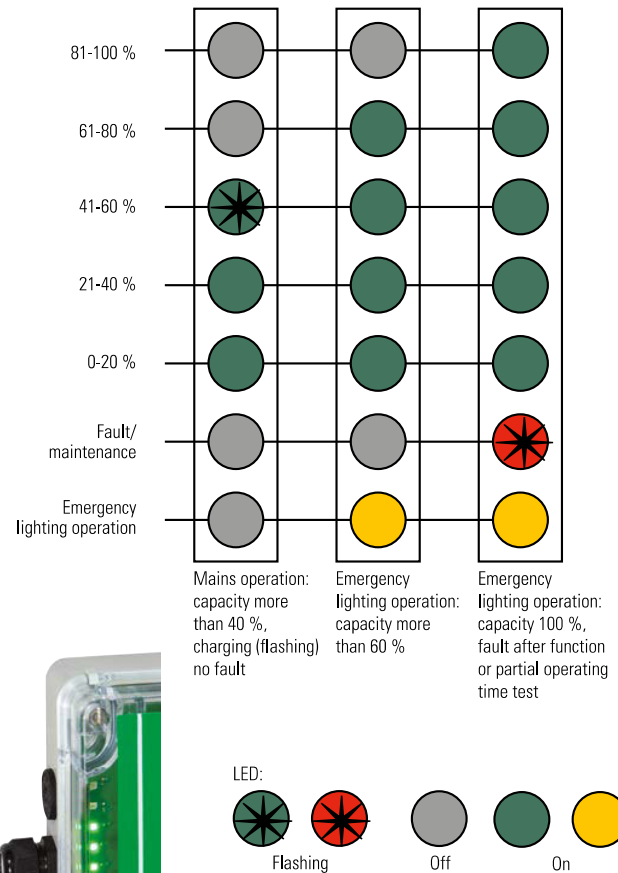 81-100 %
61-80 %
41-60 %
21-40 %
0-20 %
Fault/
maintenance
Emergency
lighting operation
Mains operation:
capacity more
than 40 %,
charging (flashing)
no fault
Emergency
lighting operation:
capacity more
than 60 %
Emergency
lighting operation:
capacity 100 %,
fault after function
or partial operating
time test
LED:
Flashing
Off
On